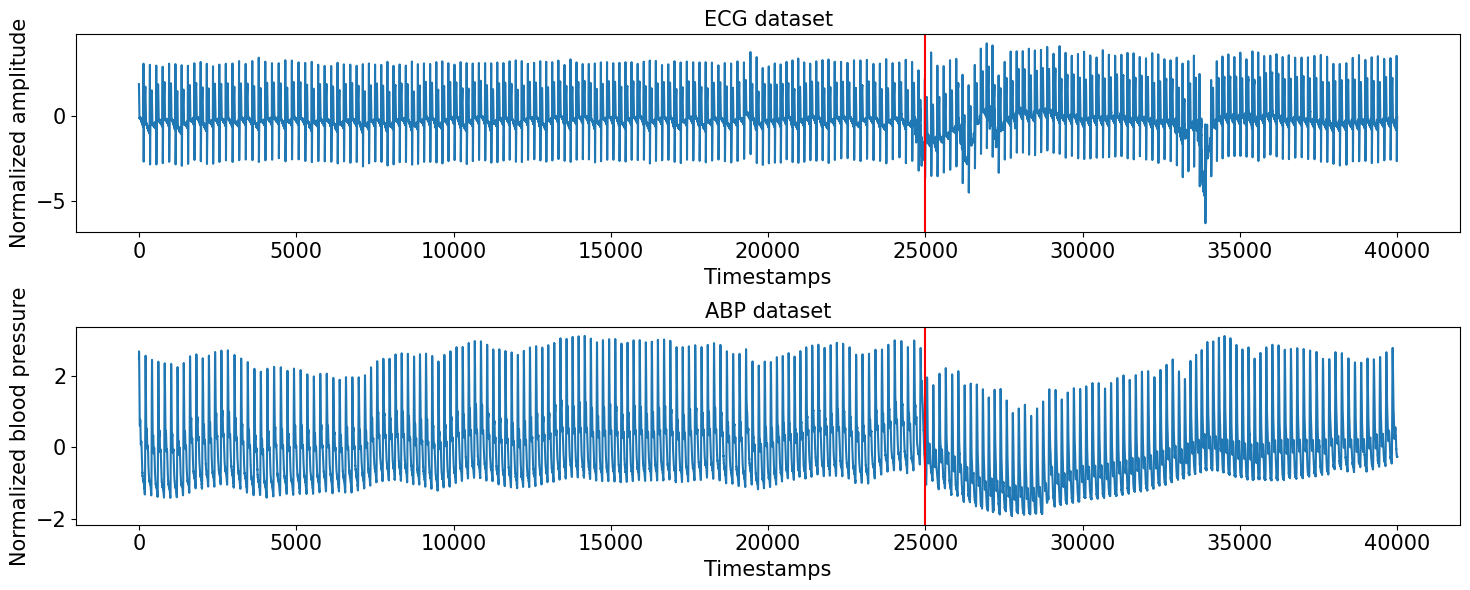 ECG dataset
Normalized amplitude
0
−5
0 5000 10000 15000 20000 25000 30000 35000 40000
Timestamps
ABP dataset
Normalized blood pressure
2
0
−2
0 5000 10000 15000 20000 25000 30000 35000 40000
Timestamps